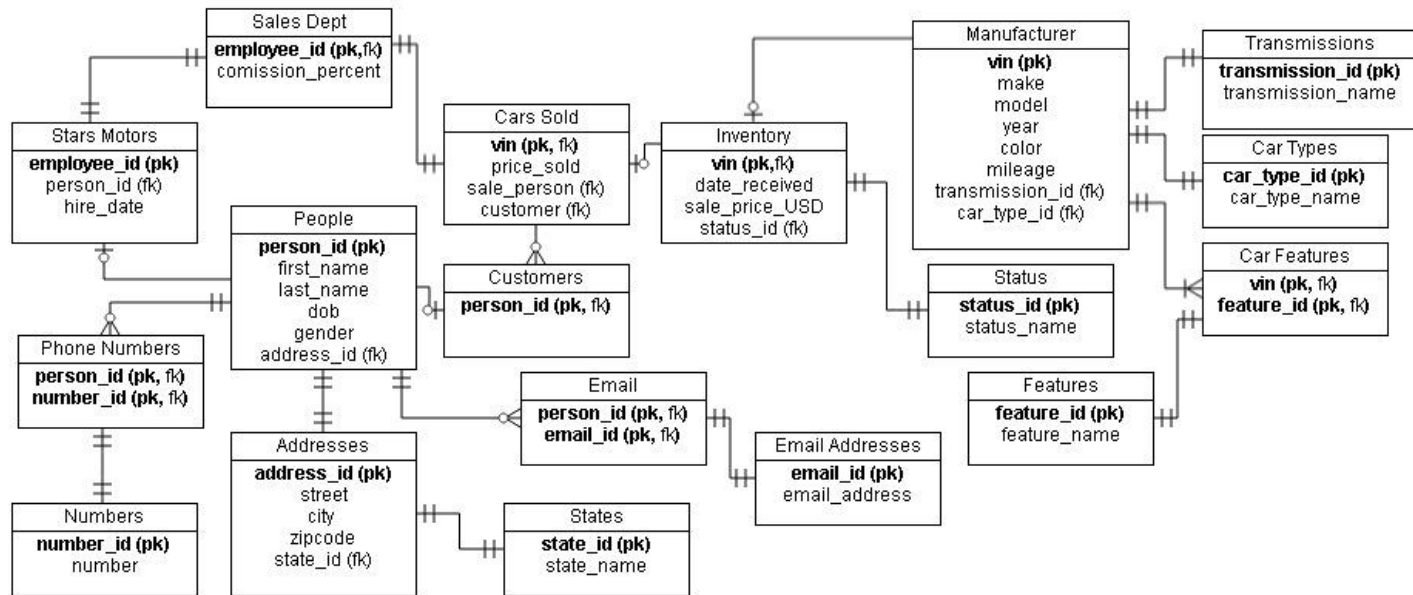 Sales Dept
employee_id (pk,fk)
comission_percent
Stars Motors
employee_id (pk)
person_id (fk)
hire_date
Cars Sold
vin (pk, fk)
price_sold
sale_person (fk)
customer (fk)
Inventory
vin (pk,fk)
date_received
sale_price_USD
status_id (fk)
Manufacturer
vin (pk)
make
model
year
color
mileage
transmission_id (fk)
car_type_id (fk)
Transmissions
transmission_id (pk)
transmission_name
Car Types
car_type_id (pk)
car_type_name
Car Features
vin (pk, fk)
feature_id (pk, fk)
People
person_id (pk)
first_name
last_name
dob
gender
address_id (fk)
Customers
person_id (pk, fk)
Status
status_id (pk)
status_name
Phone Numbers
person_id (pk, fk)
number_id (pk, fk)
Email
person_id (pk, fk)
email_id (pk, fk)
Features
feature_id (pk)
feature_name
Addresses
address_id (pk)
street
city
zipcode
state_id (fk)
Email Addresses
email_id (pk)
email_address
Numbers
number_id (pk)
number
States
state_id (pk)
state_name